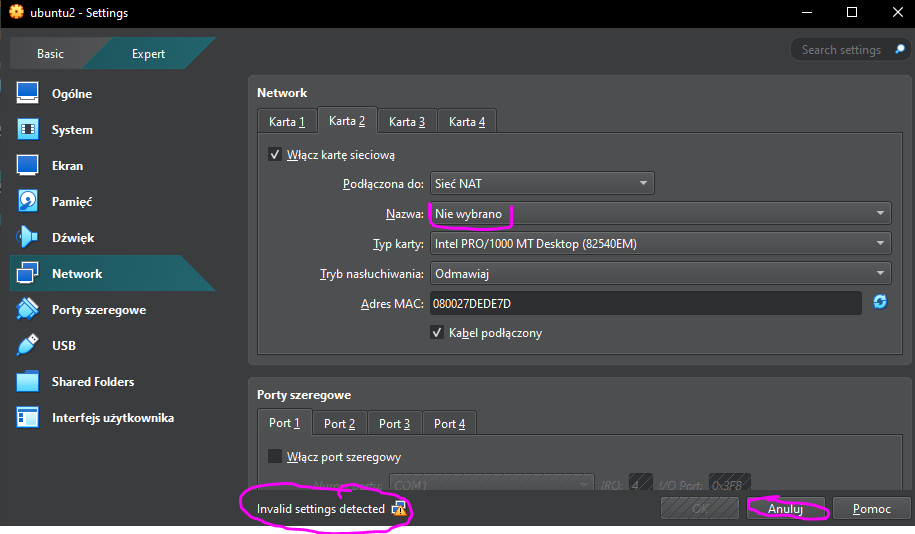 ubuntu2 - Settings
Basic
Expert
Search settings
Ogólne
System
Ekran
Pamięć
Dźwięk
Network
Porty szeregowe
USB
Shared Folders
Interfejs użytkownika
Network
Karta 1
Karta 2
Karta 3
Karta 4
Włącz kartę sieciową
Podłączona do: Sieć NAT
Nazwa: Nie wybrano
Typ karty: Intel PRO/1000 MT Desktop (82540EM)
Tryb nasłuchiwania: Odmawiaj
Adres MAC: 080027DEDE7D
Kabel podłączony
Porty szeregowe
Port 1
Port 2
Port 3
Port 4
Włącz port szeregowy
Numer portu: COM1 IRQ: 4 I/O Port: 0x3F8
Invalid settings detected
OK
Anuluj
Pomoc